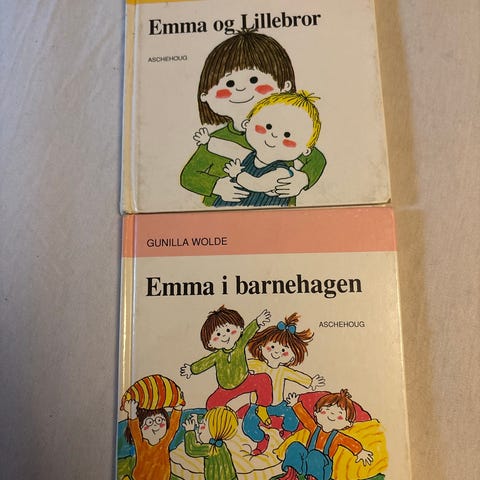 Emma og Lillebror
ASCHEHOUG
GUNILLA WOLDE
Emma i barnehagen
ASCHEHOUG